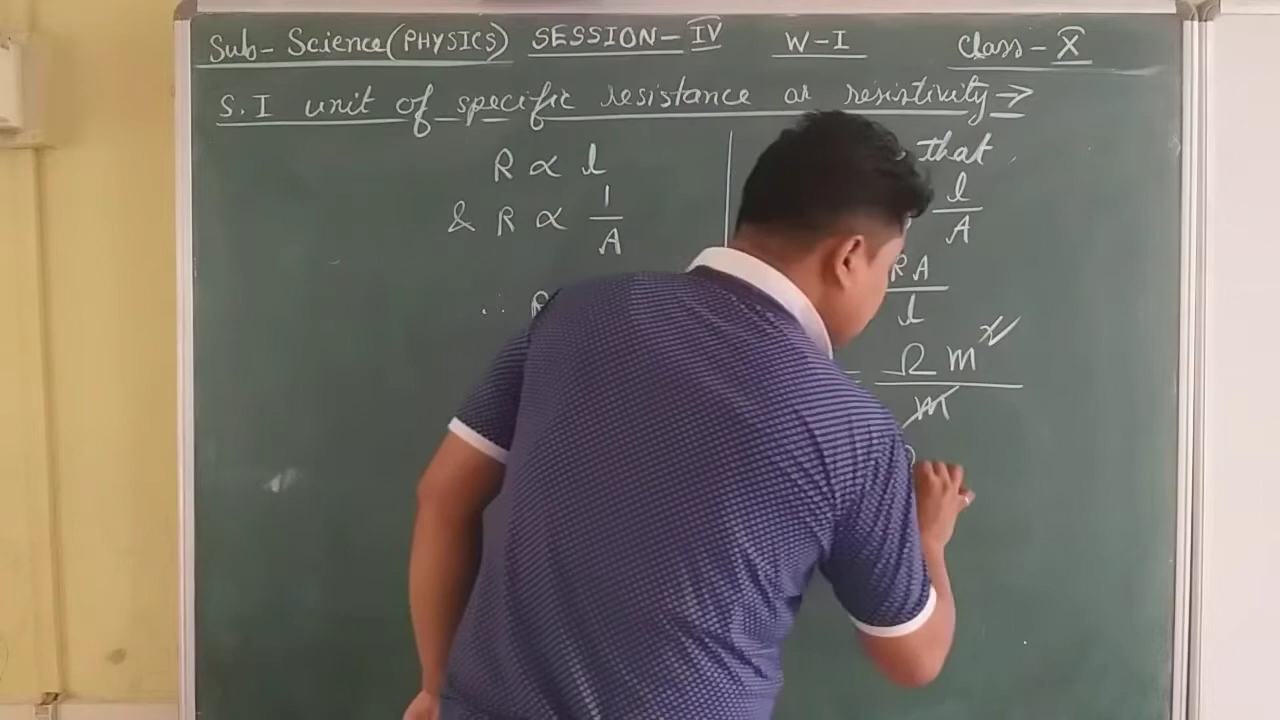 Sub- Science (PHYSICS) SESSION- IV W-I Class- X
S.I unit of specific resistance or resistivity →
R ∝ l
& R ∝ 1/A
∴ R
that
l/A
RA/l
= Ω m²/m